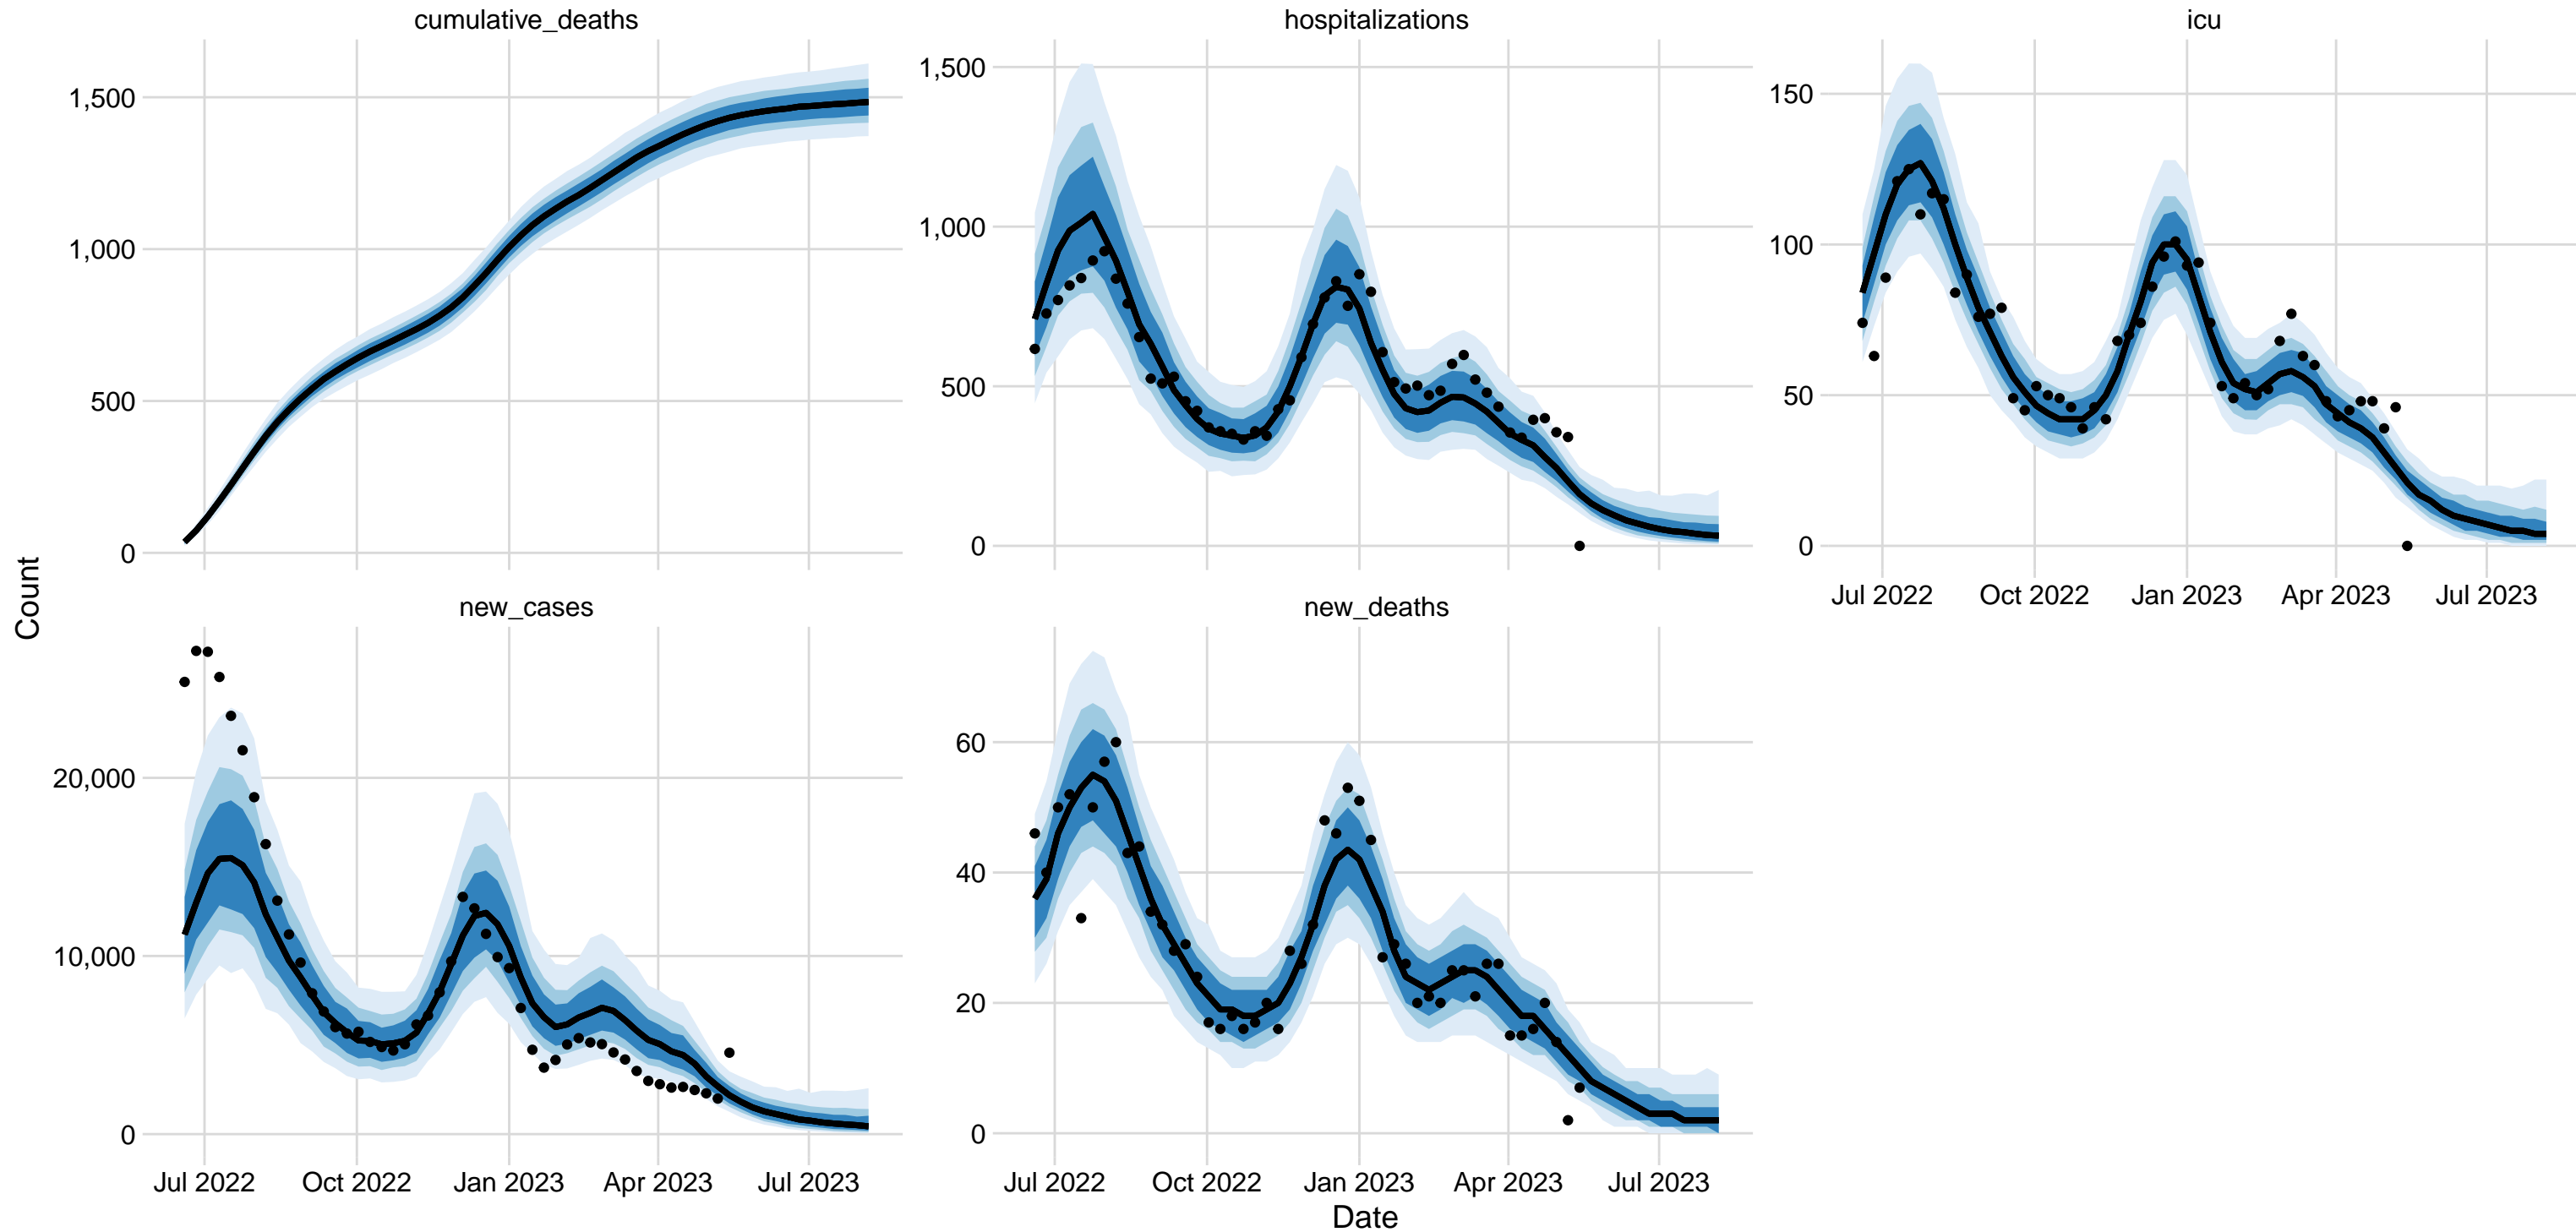 cumulative_deaths
hospitalizations
icu
1,500
1,000
500
0
1,500
1,000
500
0
150
100
50
0
Jul 2022 Oct 2022 Jan 2023 Apr 2023 Jul 2023
Count
new_cases
new_deaths
20,000
10,000
0
60
40
20
0
Jul 2022 Oct 2022 Jan 2023 Apr 2023 Jul 2023
Jul 2022 Oct 2022 Jan 2023 Apr 2023 Jul 2023
Date